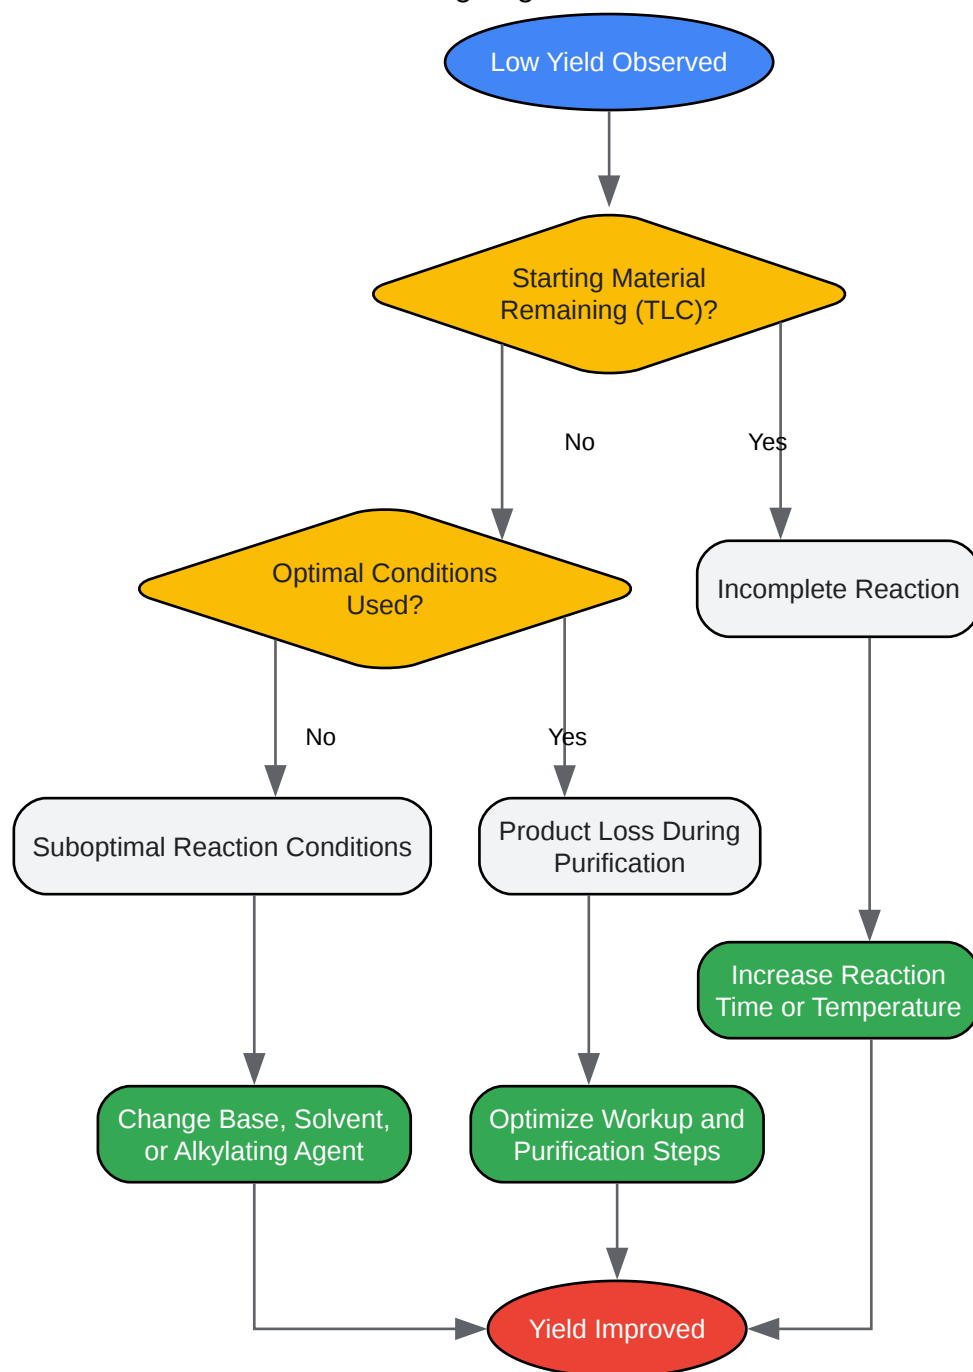 Low Yield Observed
Starting Material
Remaining (TLC)?
No
Yes
Optimal Conditions
Used?
Incomplete Reaction
No
Yes
Suboptimal Reaction Conditions
Product Loss During
Purification
Increase Reaction
Time or Temperature
Change Base, Solvent,
or Alkylating Agent
Optimize Workup and
Purification Steps
Yield Improved